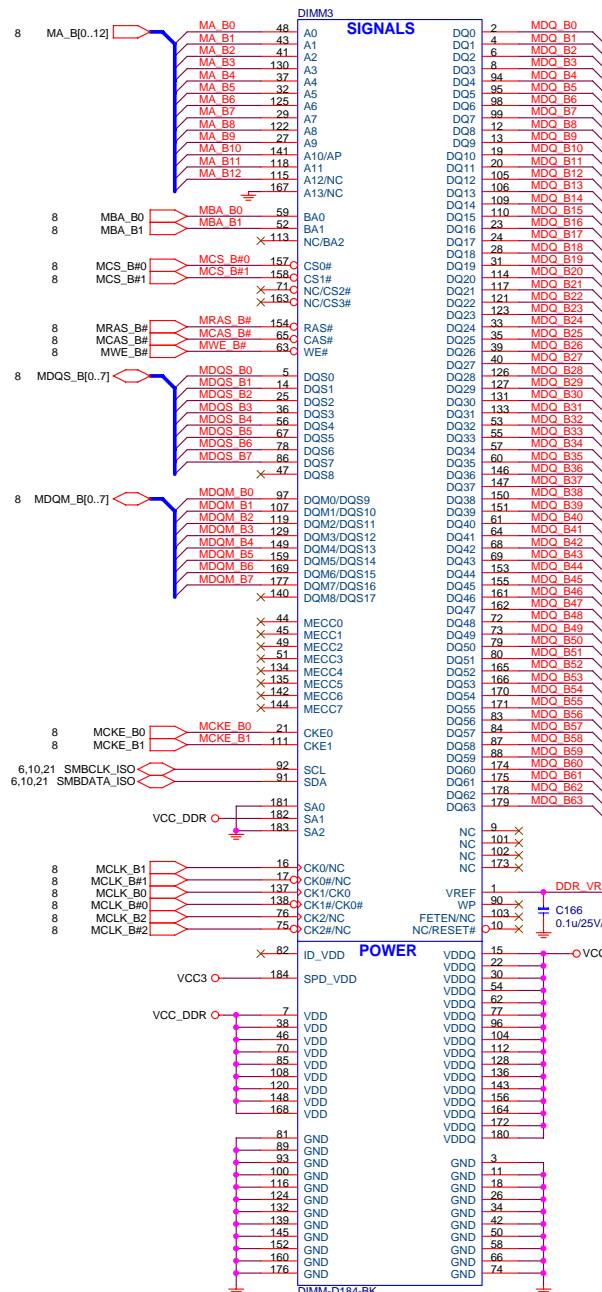 DIMM3
SIGNALS
8 MA_B[0..12] MA_B0 48 A0 DQ0 2 MDQ_B0
MA_B1 43 A1 DQ1 4 MDQ_B1
MA_B2 41 A2 DQ2 6 MDQ_B2
MA_B3 130 A3 DQ3 8 MDQ_B3
MA_B4 37 A4 DQ4 94 MDQ_B4
MA_B5 32 A5 DQ5 95 MDQ_B5
MA_B6 125 A6 DQ6 98 MDQ_B6
MA_B7 29 A7 DQ7 99 MDQ_B7
MA_B8 122 A8 DQ8 12 MDQ_B8
MA_B9 27 A9 DQ9 13 MDQ_B9
MA_B10 141 A10/AP DQ10 19 MDQ_B10
MA_B11 118 A11 DQ11 20 MDQ_B11
MA_B12 115 A12/NC DQ12 105 MDQ_B12
167 A13/NC DQ13 106 MDQ_B13
DQ14 109 MDQ_B14
8 MBA_B0 MBA_B0 59 BA0 DQ15 110 MDQ_B15
8 MBA_B1 MBA_B1 52 BA1 DQ16 23 MDQ_B16
113 NC/BA2 DQ17 24 MDQ_B17
DQ18 28 MDQ_B18
8 MCS_B#0 MCS_B#0 157 CS0# DQ19 31 MDQ_B19
8 MCS_B#1 MCS_B#1 158 CS1# DQ20 114 MDQ_B20
71 NC/CS2# DQ21 117 MDQ_B21
163 NC/CS3# DQ22 121 MDQ_B22
DQ23 123 MDQ_B23
8 MRAS_B# MRAS_B# 154 RAS# DQ24 33 MDQ_B24
8 MCAS_B# MCAS_B# 65 CAS# DQ25 35 MDQ_B25
8 MWE_B# MWE_B# 63 WE# DQ26 39 MDQ_B26
DQ27 40 MDQ_B27
8 MDQS_B[0..7] MDQS_B0 5 DQS0 DQ28 126 MDQ_B28
MDQS_B1 14 DQS1 DQ29 127 MDQ_B29
MDQS_B2 25 DQS2 DQ30 131 MDQ_B30
MDQS_B3 36 DQS3 DQ31 133 MDQ_B31
MDQS_B4 56 DQS4 DQ32 53 MDQ_B32
MDQS_B5 67 DQS5 DQ33 55 MDQ_B33
MDQS_B6 78 DQS6 DQ34 57 MDQ_B34
MDQS_B7 86 DQS7 DQ35 60 MDQ_B35
47 DQS8 DQ36 146 MDQ_B36
DQ37 147 MDQ_B37
8 MDQM_B[0..7] MDQM_B0 97 DQM0/DQS9 DQ38 150 MDQ_B38
MDQM_B1 107 DQM1/DQS10 DQ39 151 MDQ_B39
MDQM_B2 119 DQM2/DQS11 DQ40 61 MDQ_B40
MDQM_B3 129 DQM3/DQS12 DQ41 64 MDQ_B41
MDQM_B4 149 DQM4/DQS13 DQ42 68 MDQ_B42
MDQM_B5 159 DQM5/DQS14 DQ43 69 MDQ_B43
MDQM_B6 169 DQM6/DQS15 DQ44 153 MDQ_B44
MDQM_B7 177 DQM7/DQS16 DQ45 155 MDQ_B45
140 DQM8/DQS17 DQ46 161 MDQ_B46
DQ47 162 MDQ_B47
44 MECC0 DQ48 72 MDQ_B48
45 MECC1 DQ49 73 MDQ_B49
49 MECC2 DQ50 79 MDQ_B50
51 MECC3 DQ51 80 MDQ_B51
134 MECC4 DQ52 165 MDQ_B52
135 MECC5 DQ53 166 MDQ_B53
142 MECC6 DQ54 170 MDQ_B54
144 MECC7 DQ55 171 MDQ_B55
DQ56 83 MDQ_B56
8 MCKE_B0 MCKE_B0 21 CKE0 DQ57 84 MDQ_B57
8 MCKE_B1 MCKE_B1 111 CKE1 DQ58 87 MDQ_B58
DQ59 88 MDQ_B59
6,10,21 SMBCLK_ISO 92 SCL DQ60 174 MDQ_B60
6,10,21 SMBDATA_ISO 91 SDA DQ61 175 MDQ_B61
DQ62 178 MDQ_B62
181 SA0 DQ63 179 MDQ_B63
VCC_DDR 182 SA1
183 SA2 NC 9
NC 101
NC 102
8 MCLK_B1 16 CK0/NC NC 173
8 MCLK_B#1 17 CK0#/NC
8 MCLK_B0 137 CK1/CK0 VREF 1 DDR_VR
8 MCLK_B#0 138 CK1#/CK0# WP 90
8 MCLK_B2 76 CK2/NC FETEN/NC 103 C166
8 MCLK_B#2 75 CK2#/NC NC/RESET# 10 0.1u/25V/
POWER
82 ID_VDD VDDQ 15 VCC
VDDQ 22
VCC3 184 SPD_VDD VDDQ 30
VDDQ 54
VDDQ 62
VCC_DDR 7 VDD VDDQ 77
38 VDD VDDQ 96
46 VDD VDDQ 104
70 VDD VDDQ 112
85 VDD VDDQ 128
108 VDD VDDQ 136
120 VDD VDDQ 143
148 VDD VDDQ 156
168 VDD VDDQ 164
VDDQ 172
81 GND VDDQ 180
89 GND
93 GND GND 3
100 GND GND 11
116 GND GND 18
124 GND GND 26
132 GND GND 34
139 GND GND 42
145 GND GND 50
152 GND GND 58
160 GND GND 66
176 GND GND 74
DIMM-D184-BK